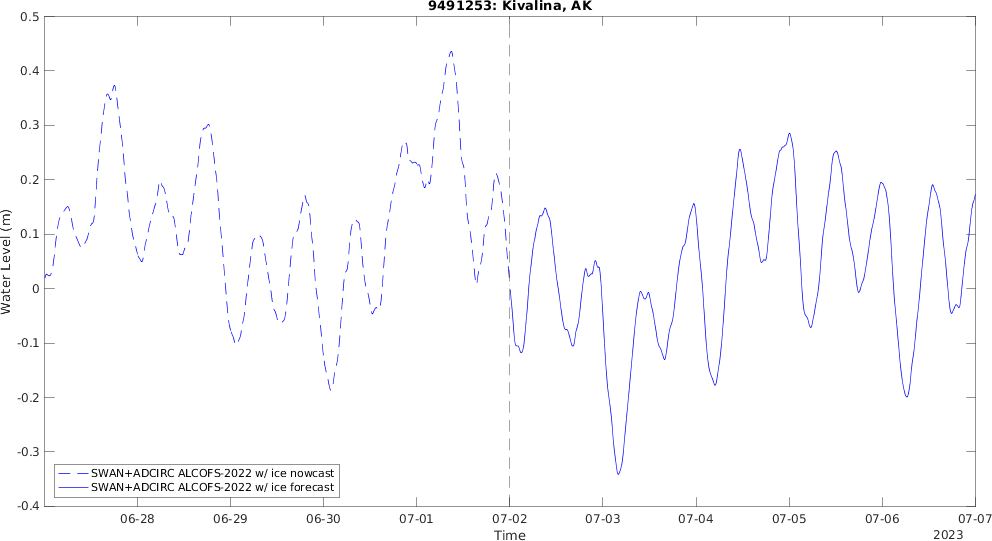 9491253: Kivalina, AK
0.5
0.4
0.3
0.2
0.1
0
-0.1
-0.2
-0.3
-0.4
Water Level (m)
SWAN+ADCIRC ALCOFS-2022 w/ ice nowcast
SWAN+ADCIRC ALCOFS-2022 w/ ice forecast
06-28 06-29 06-30 07-01 07-02 07-03 07-04 07-05 07-06 07-07
Time
2023